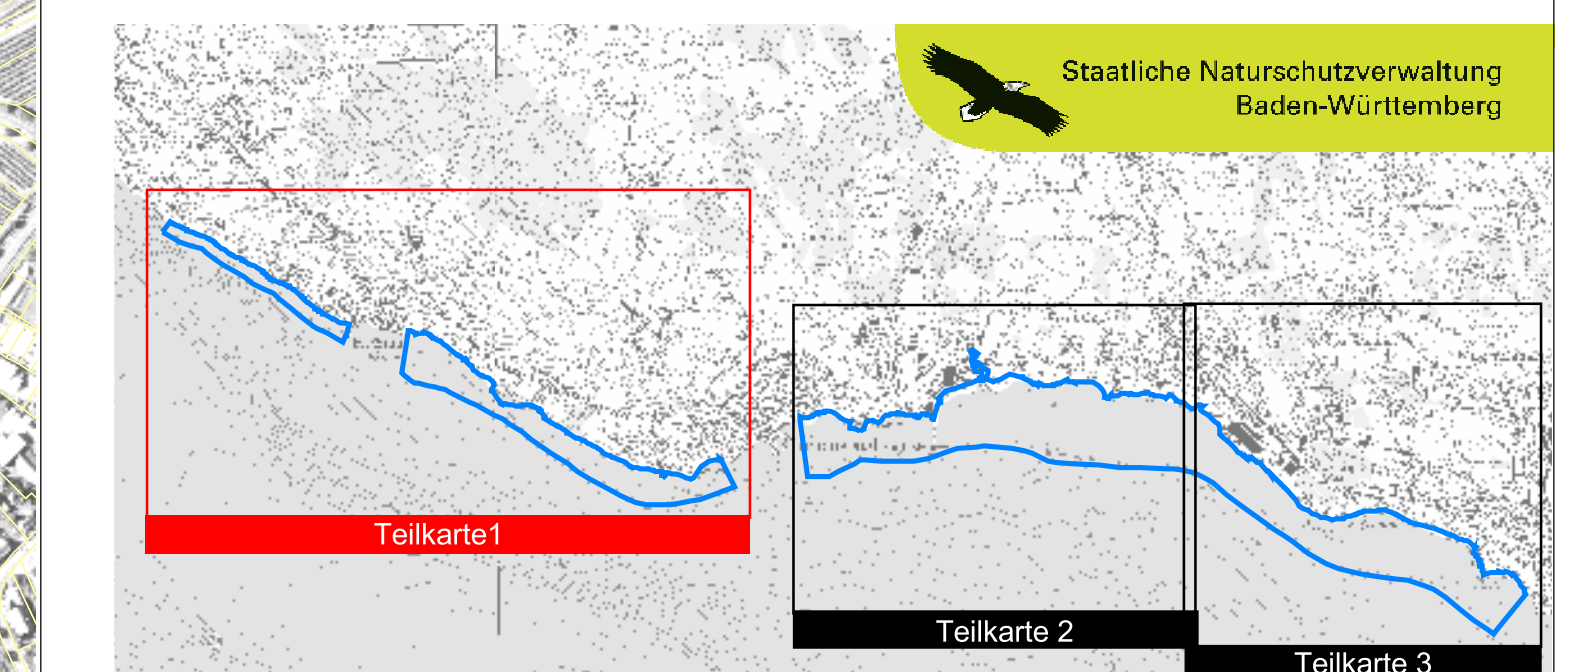 Staatliche Naturschutzverwaltung
Baden-Württemberg
Teilkarte1
Teilkarte 2
Teilkarte 3